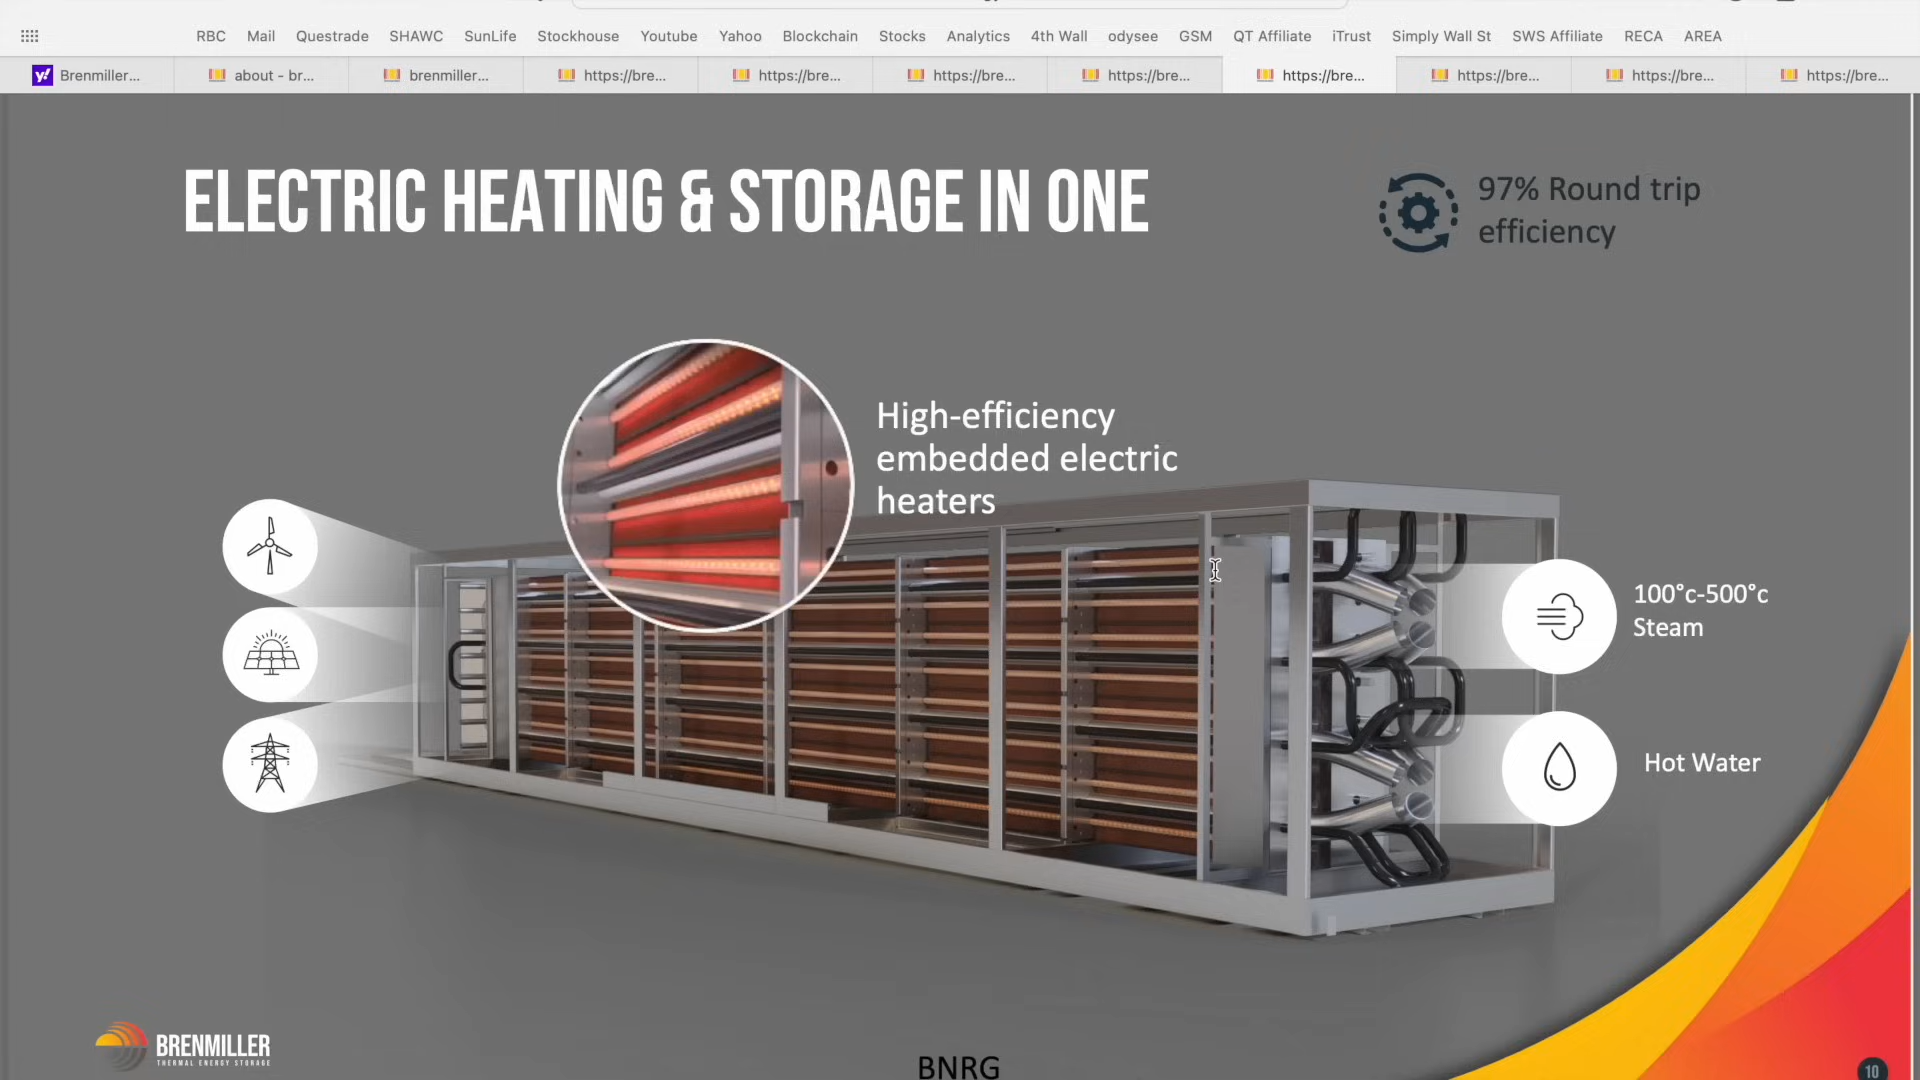 RBC Mail Questrade SHAWC SunLife Stockhouse Youtube Yahoo Blockchain Stocks Analytics 4th Wall odysee GSM QT Affiliate iTrust Simply Wall St SWS Affiliate RECA AREA
y! Brenmiller... about - br... brenmiller... https://bre... https://bre... https://bre... https://bre... https://bre... https://bre... https://bre... https://bre...
ELECTRIC HEATING & STORAGE IN ONE
97% Round trip
efficiency
High-efficiency
embedded electric
heaters
100°c-500°c
Steam
Hot Water
BRENMILLER
THERMAL ENERGY STORAGE
BNRG
10